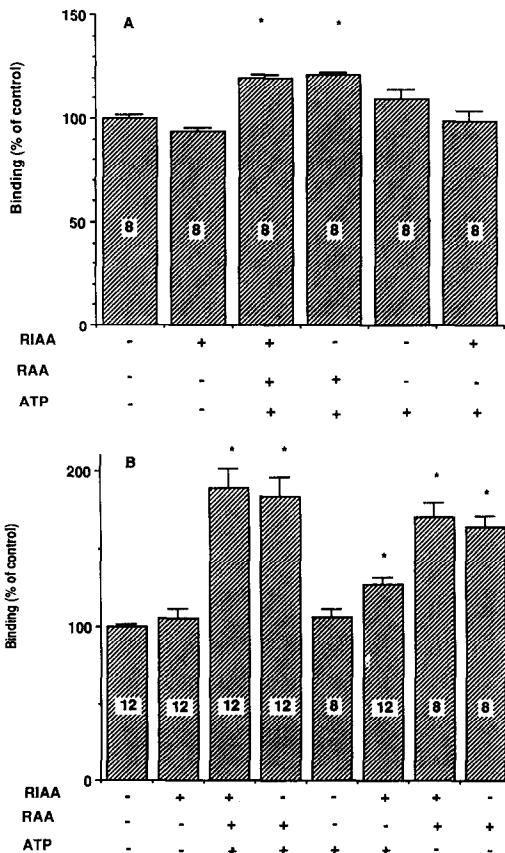 A
* *
150
100
50
0
Binding (% of control)
8 8 8 8 8 8
RIAA - + + - - +
RAA - - + + - -
ATP - - + + + +
B
* * * * *
200
100
0
Binding (% of control)
12 12 12 12 8 12 8 8
RIAA - + + - - + + -
RAA - - + + - - + +
ATP - - + + + + - -